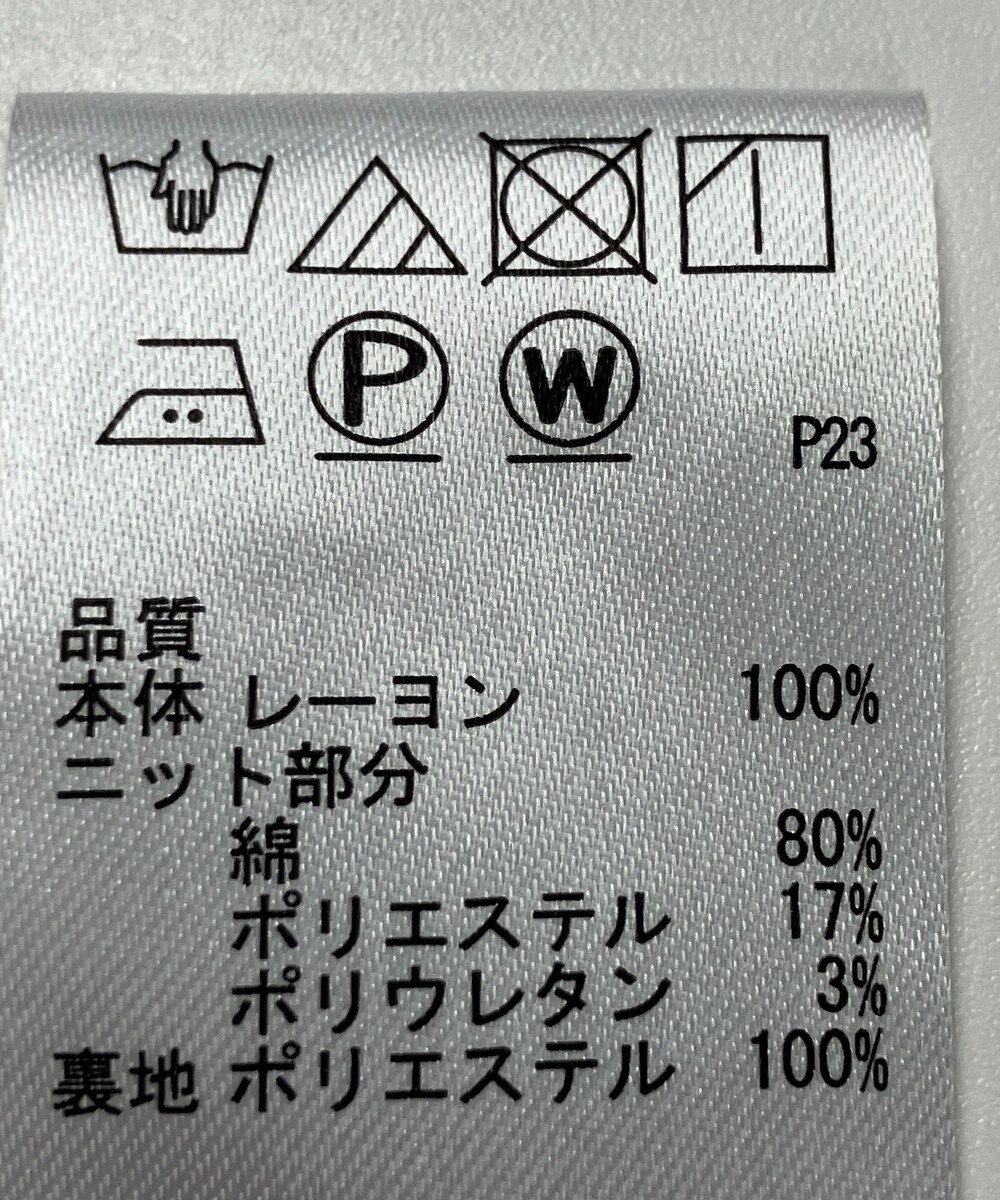 P W
P23
品質
本体 レーヨン 100%
ニット部分
綿 80%
ポリエステル 17%
ポリウレタン 3%
裏地 ポリエステル 100%